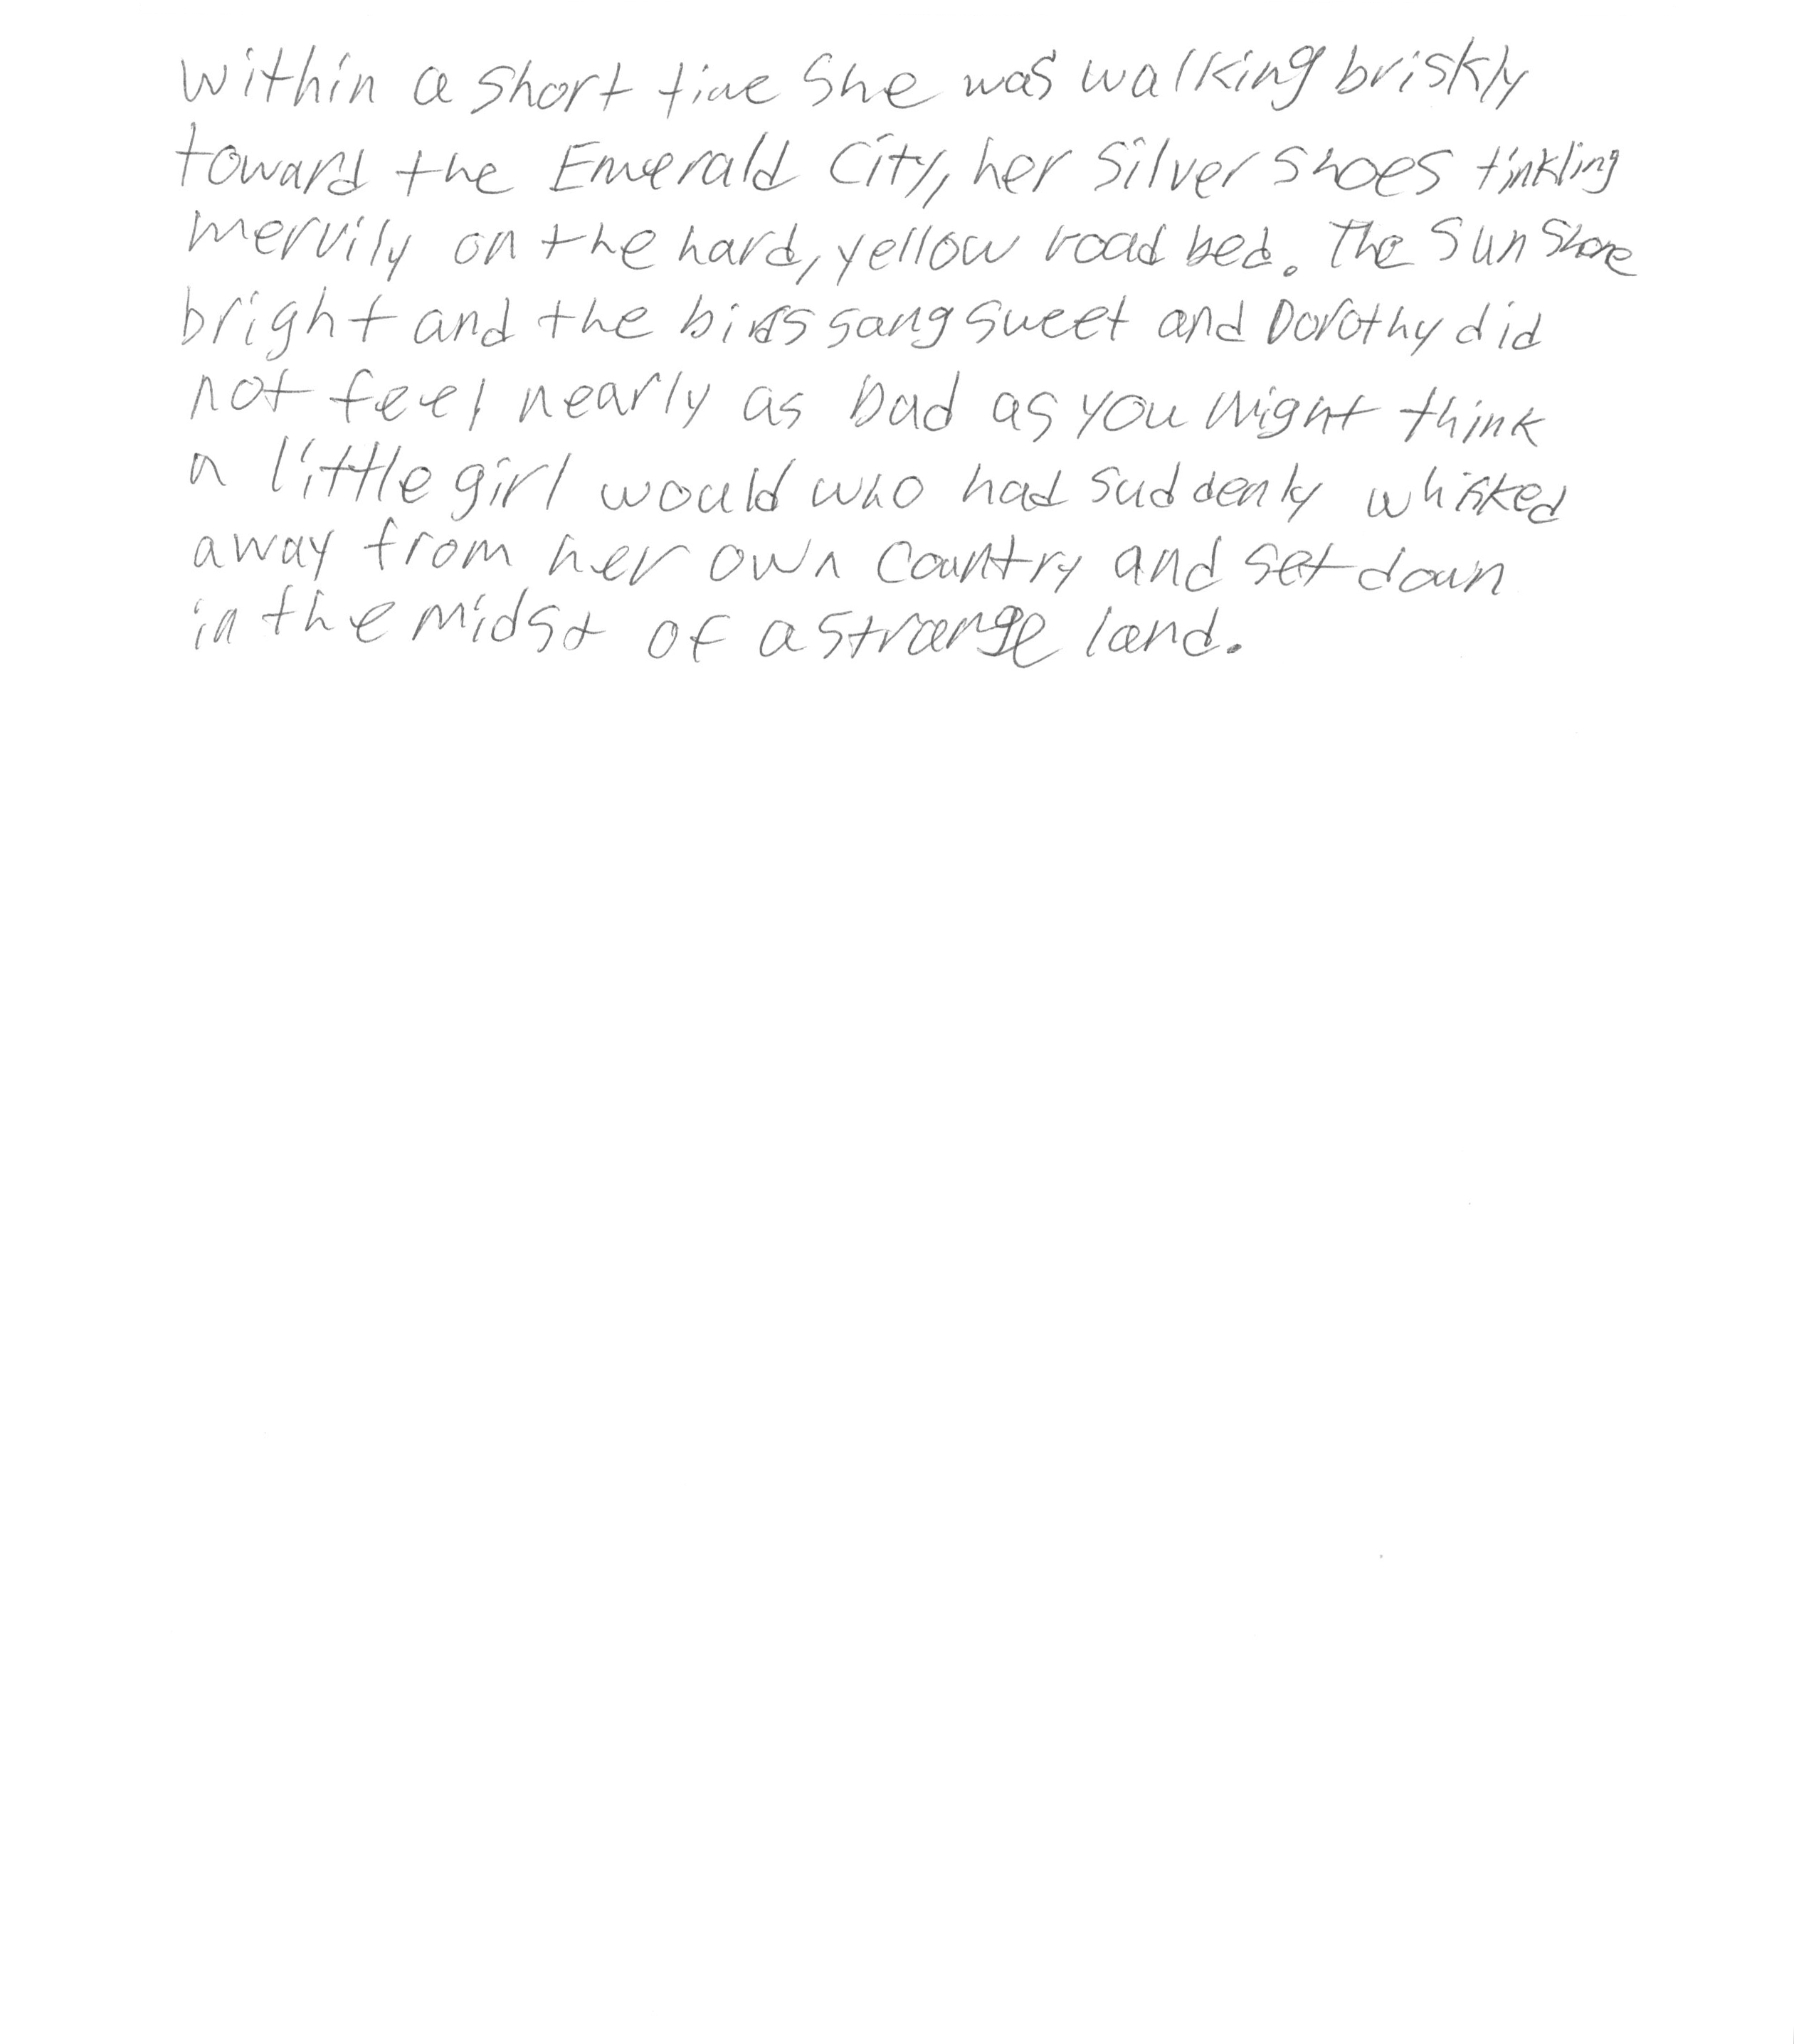 Within a short time she was walking briskly
toward the Emerald City, her silver shoes tinkling
merrily on the hard, yellow road bed. The sun shone
bright and the birds sang sweet and Dorothy did
not feel nearly as bad as you might think
a little girl would who had suddenly whisked
away from her own country and set down
in the midst of a strange land.